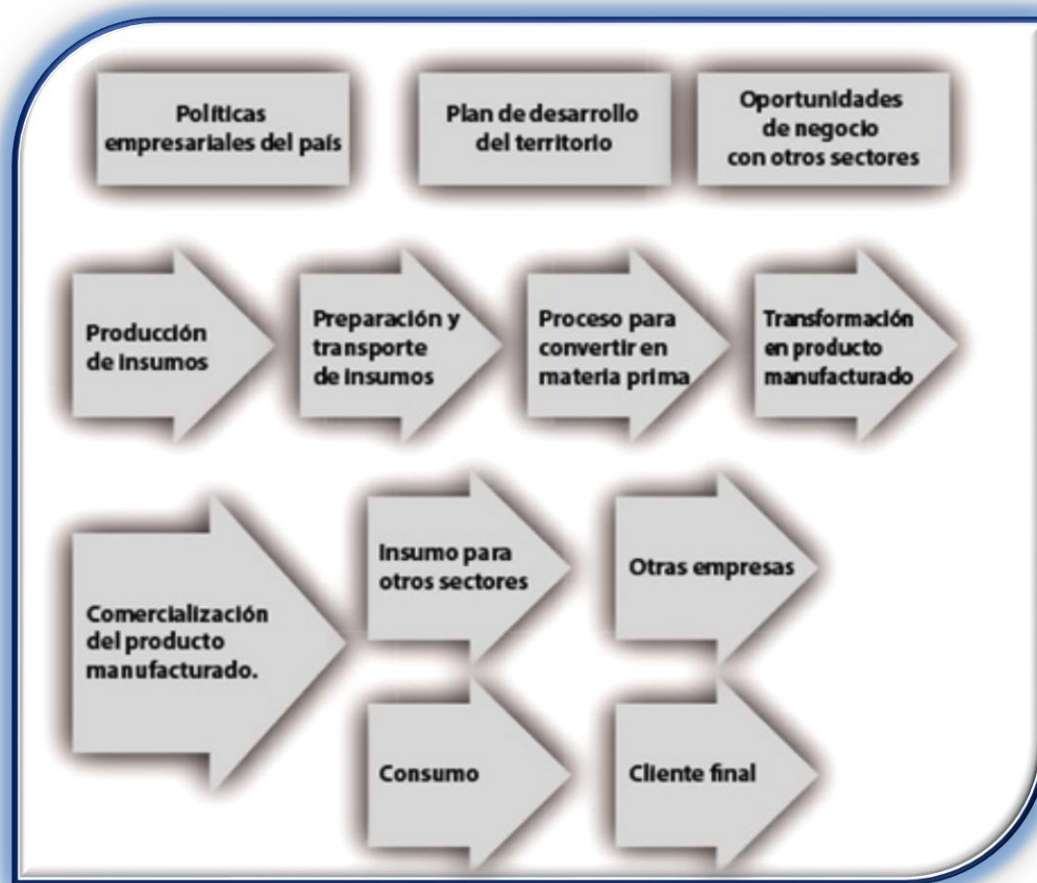 Políticas
empresariales del país
Plan de desarrollo
del territorio
Oportunidades
de negocio
con otros sectores
Producción
de insumos
Preparación y
transporte
de insumos
Proceso para
convertir en
materia prima
Transformación
en producto
manufacturado
Comercialización
del producto
manufacturado.
Insumo para
otros sectores
Otras empresas
Consumo
Cliente final